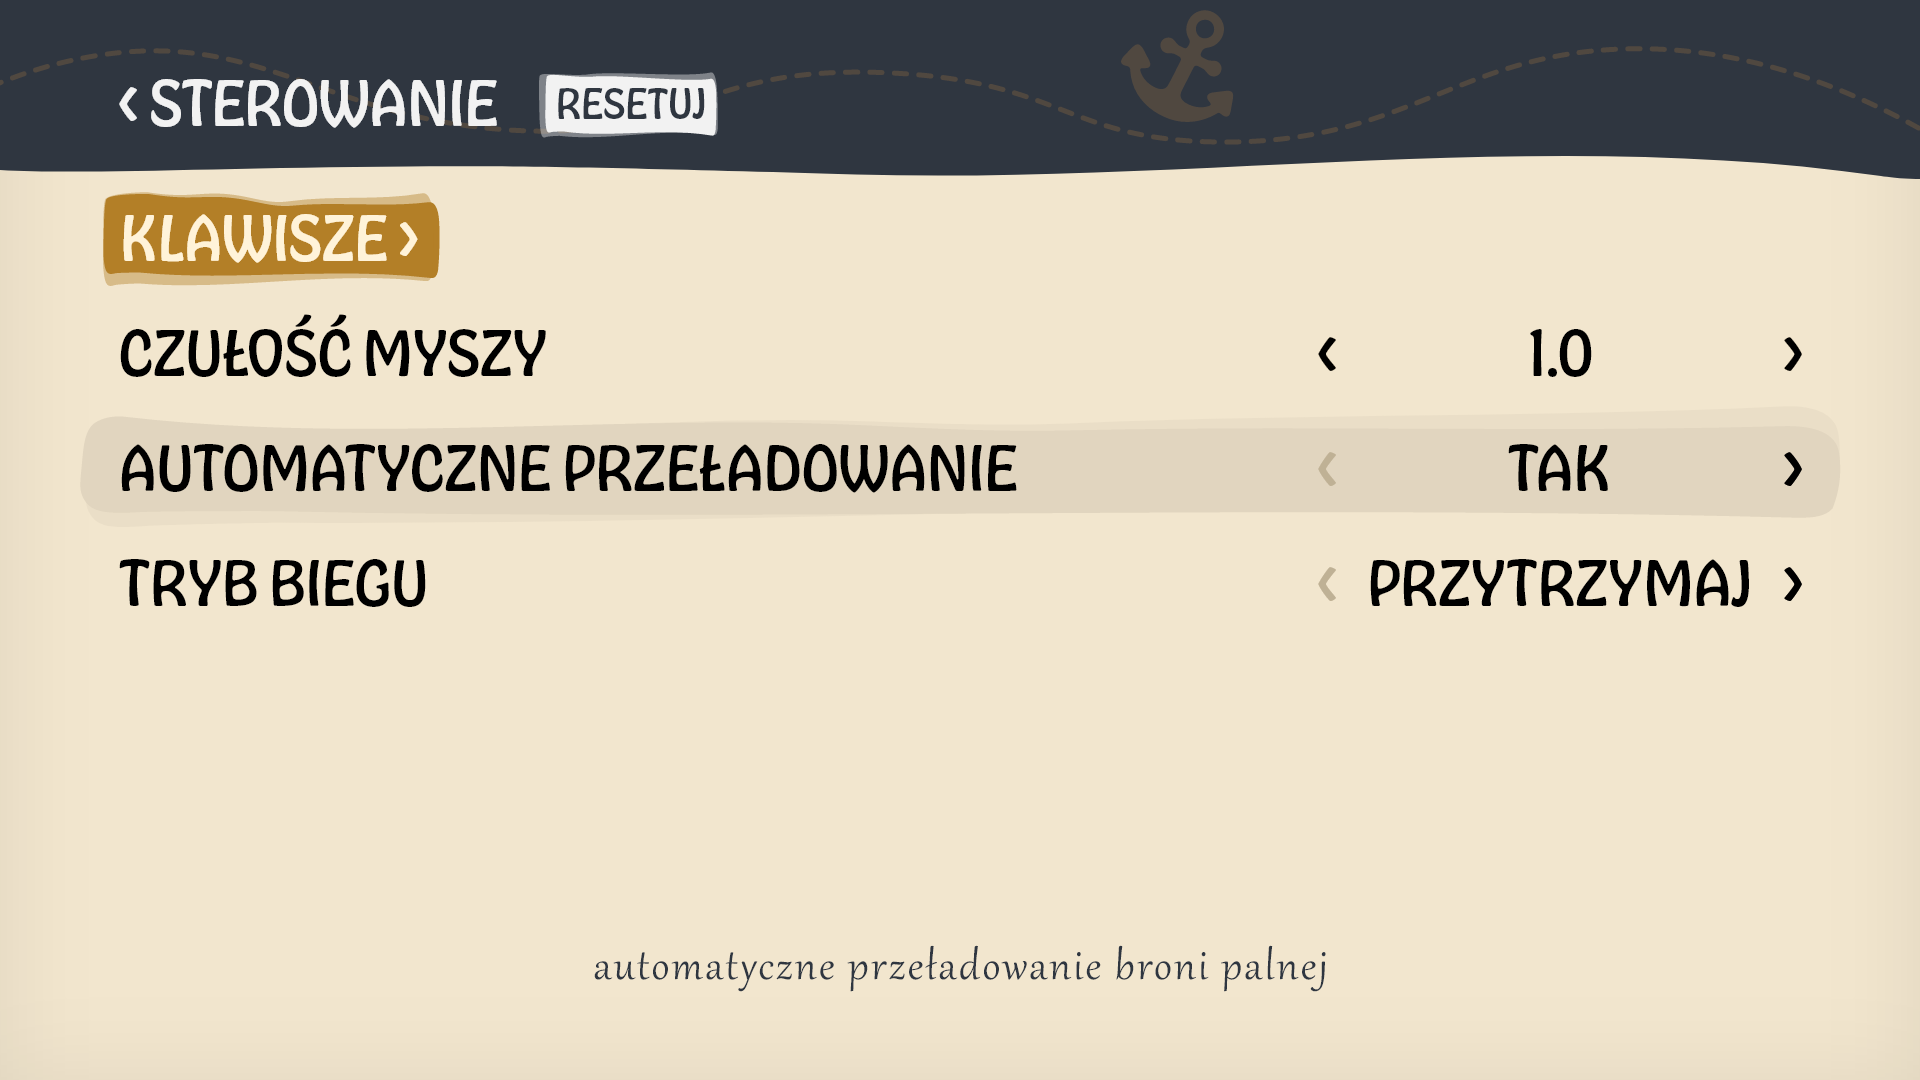 ‹ STEROWANIE RESETUJ
KLAWISZE ›
CZUŁOŚĆ MYSZY ‹ 1.0 ›
AUTOMATYCZNE PRZEŁADOWANIE ‹ TAK ›
TRYB BIEGU ‹ PRZYTRZYMAJ ›
automatyczne przeładowanie broni palnej